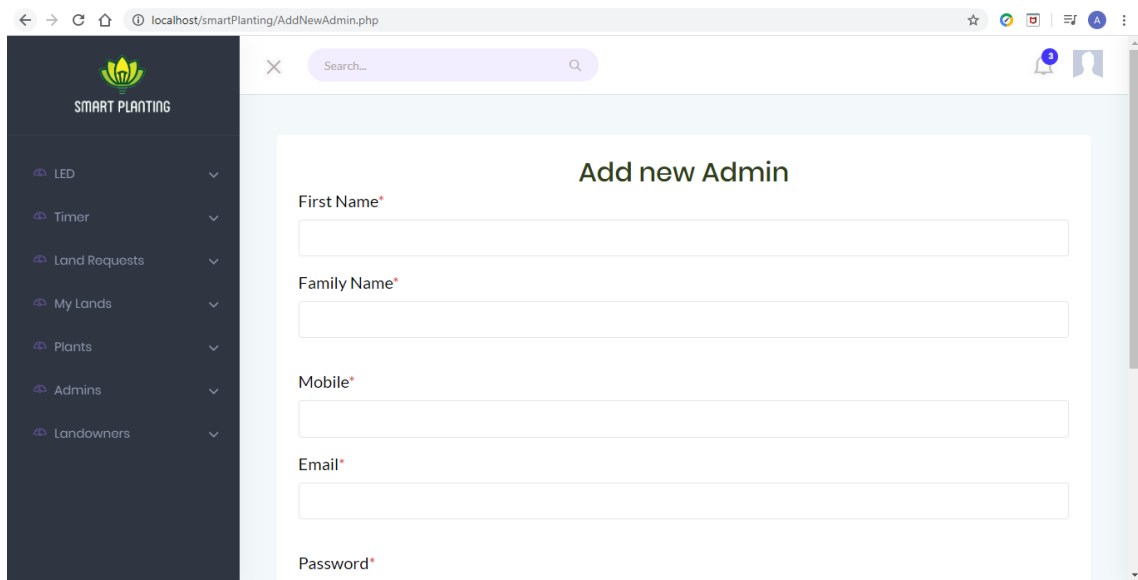 localhost/smartPlanting/AddNewAdmin.php
A
SMART PLANTING
Search...
3
LED
Timer
Land Requests
My Lands
Plants
Admins
Landowners
Add new Admin
First Name*
Family Name*
Mobile*
Email*
Password*